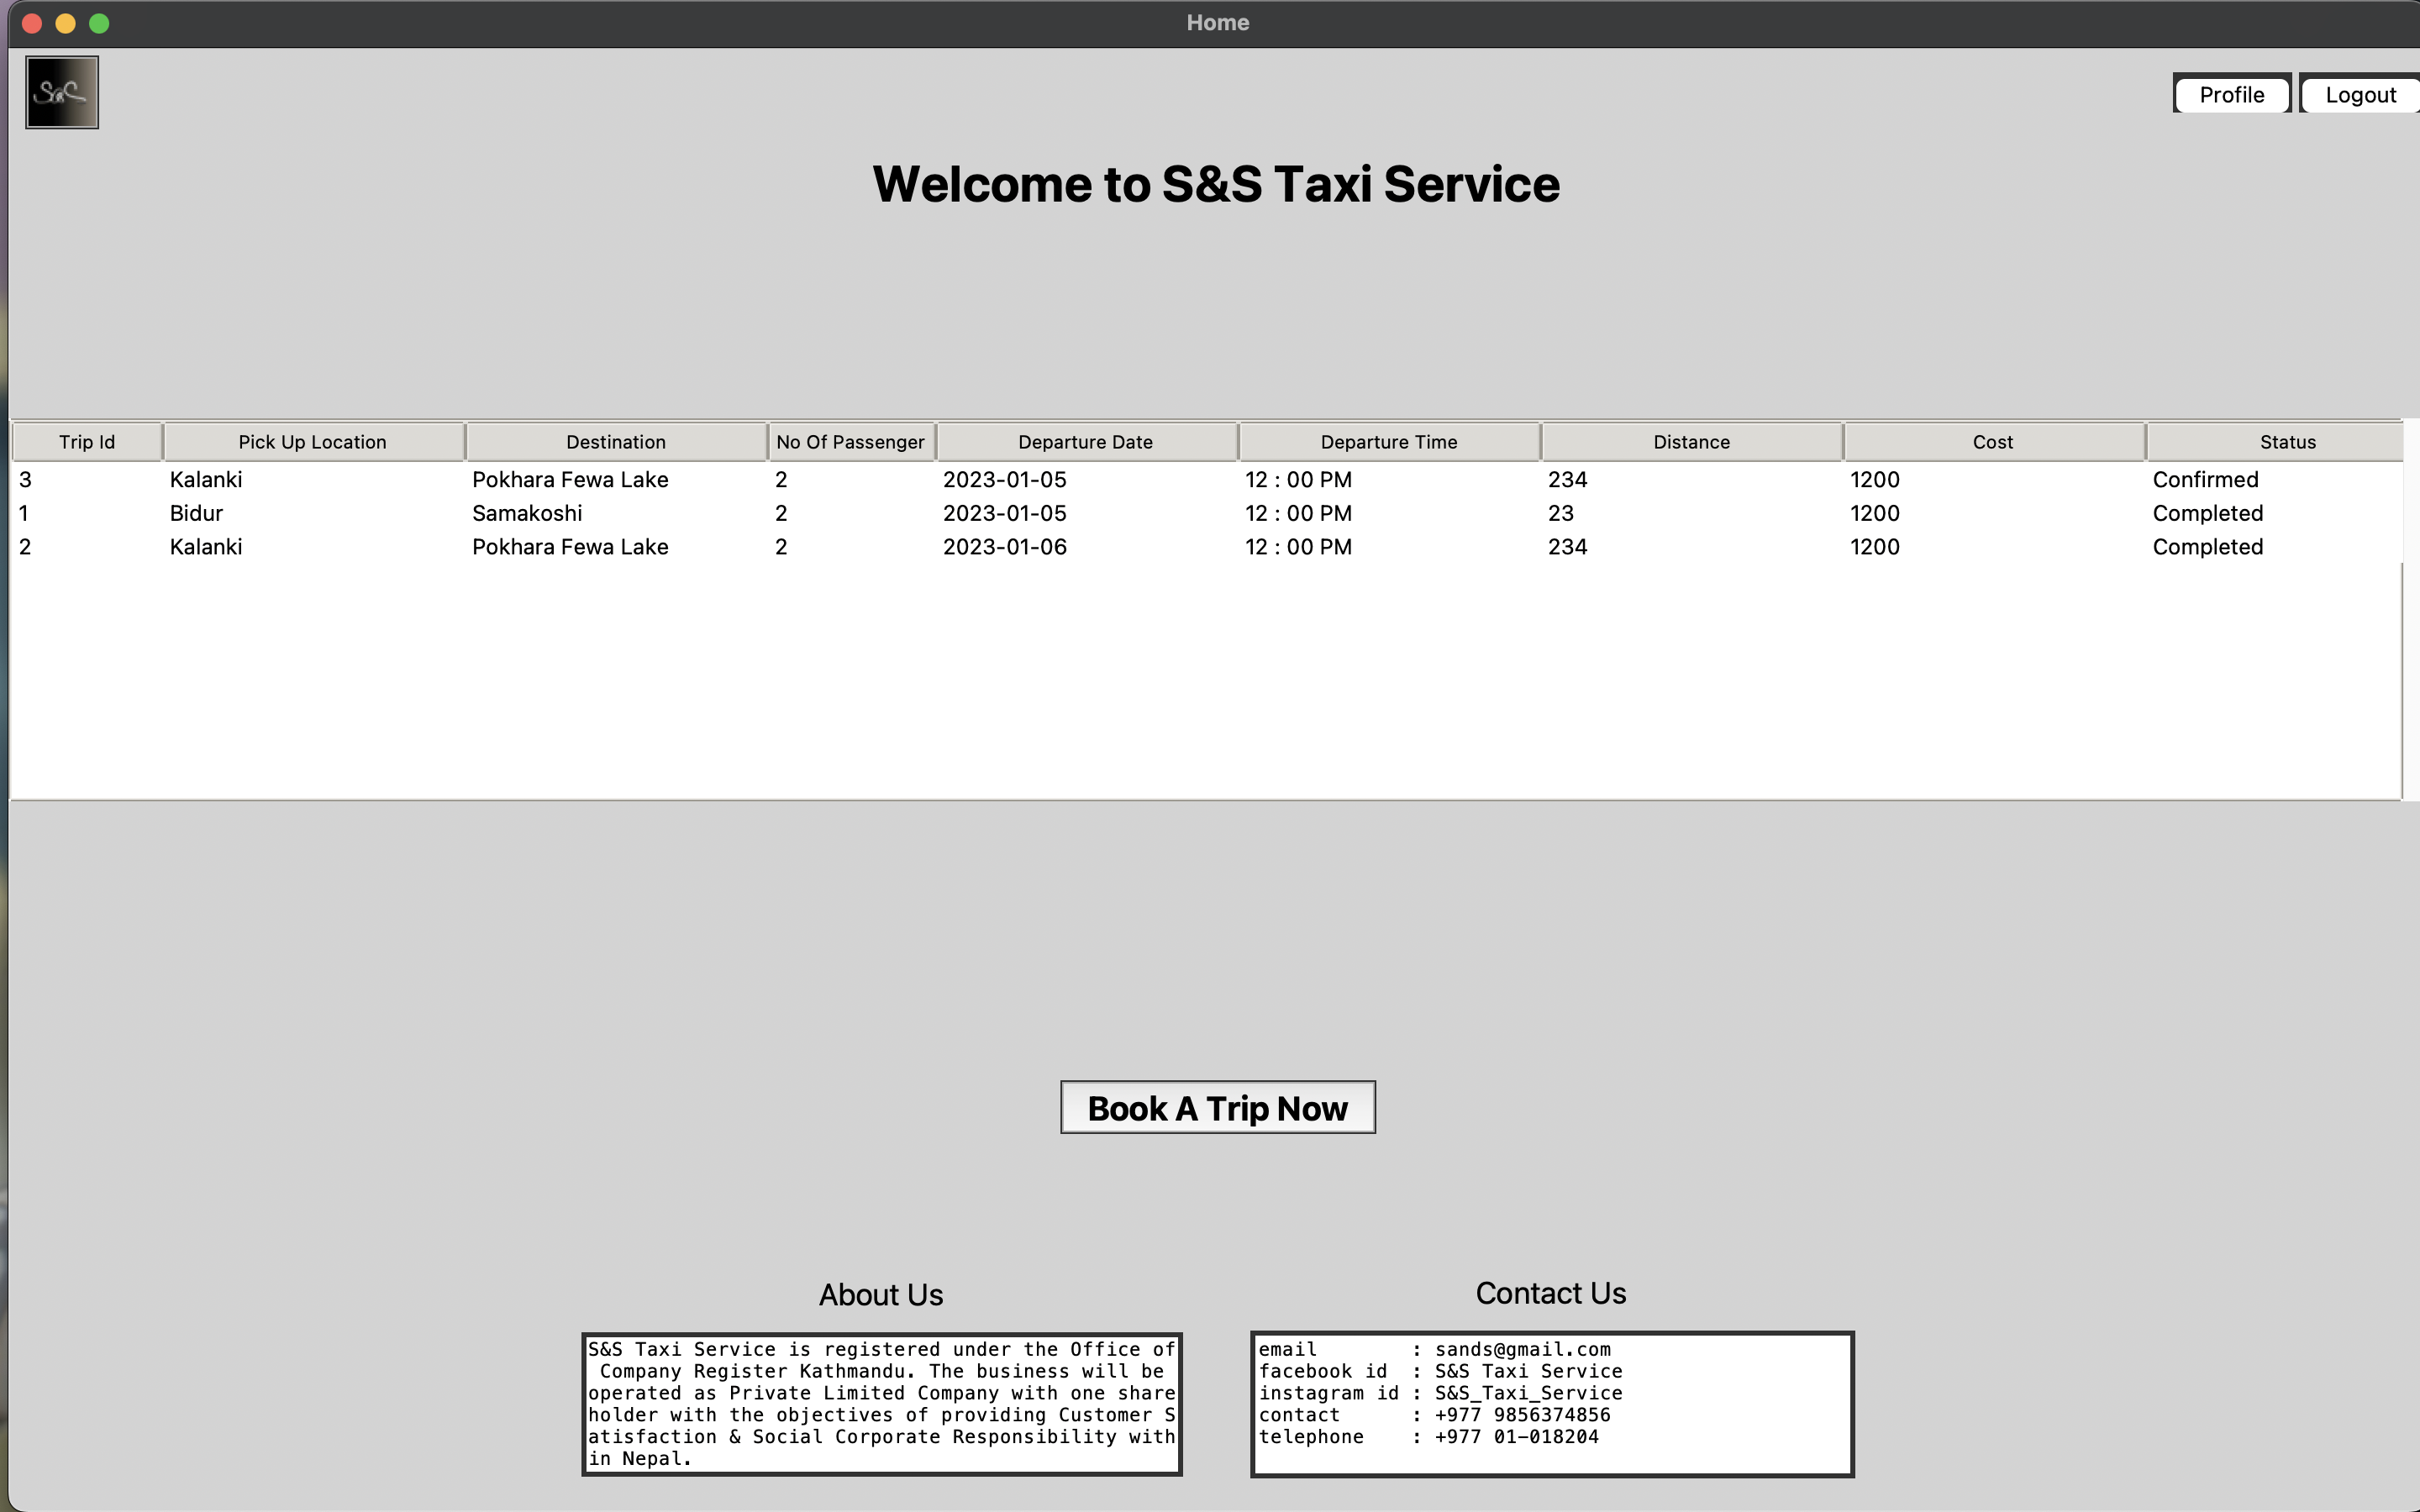 Home
S&S
Profile Logout
Welcome to S&S Taxi Service
Trip Id Pick Up Location Destination No Of Passenger Departure Date Departure Time Distance Cost Status
3 Kalanki Pokhara Fewa Lake 2 2023-01-05 12 : 00 PM 234 1200 Confirmed
1 Bidur Samakoshi 2 2023-01-05 12 : 00 PM 23 1200 Completed
2 Kalanki Pokhara Fewa Lake 2 2023-01-06 12 : 00 PM 234 1200 Completed
Book A Trip Now
About Us
S&S Taxi Service is registered under the Office of
Company Register Kathmandu. The business will be
operated as Private Limited Company with one share
holder with the objectives of providing Customer S
atisfaction & Social Corporate Responsibility with
in Nepal.
Contact Us
email : sands@gmail.com
facebook id : S&S Taxi Service
instagram id : S&S_Taxi_Service
contact : +977 9856374856
telephone : +977 01-018204